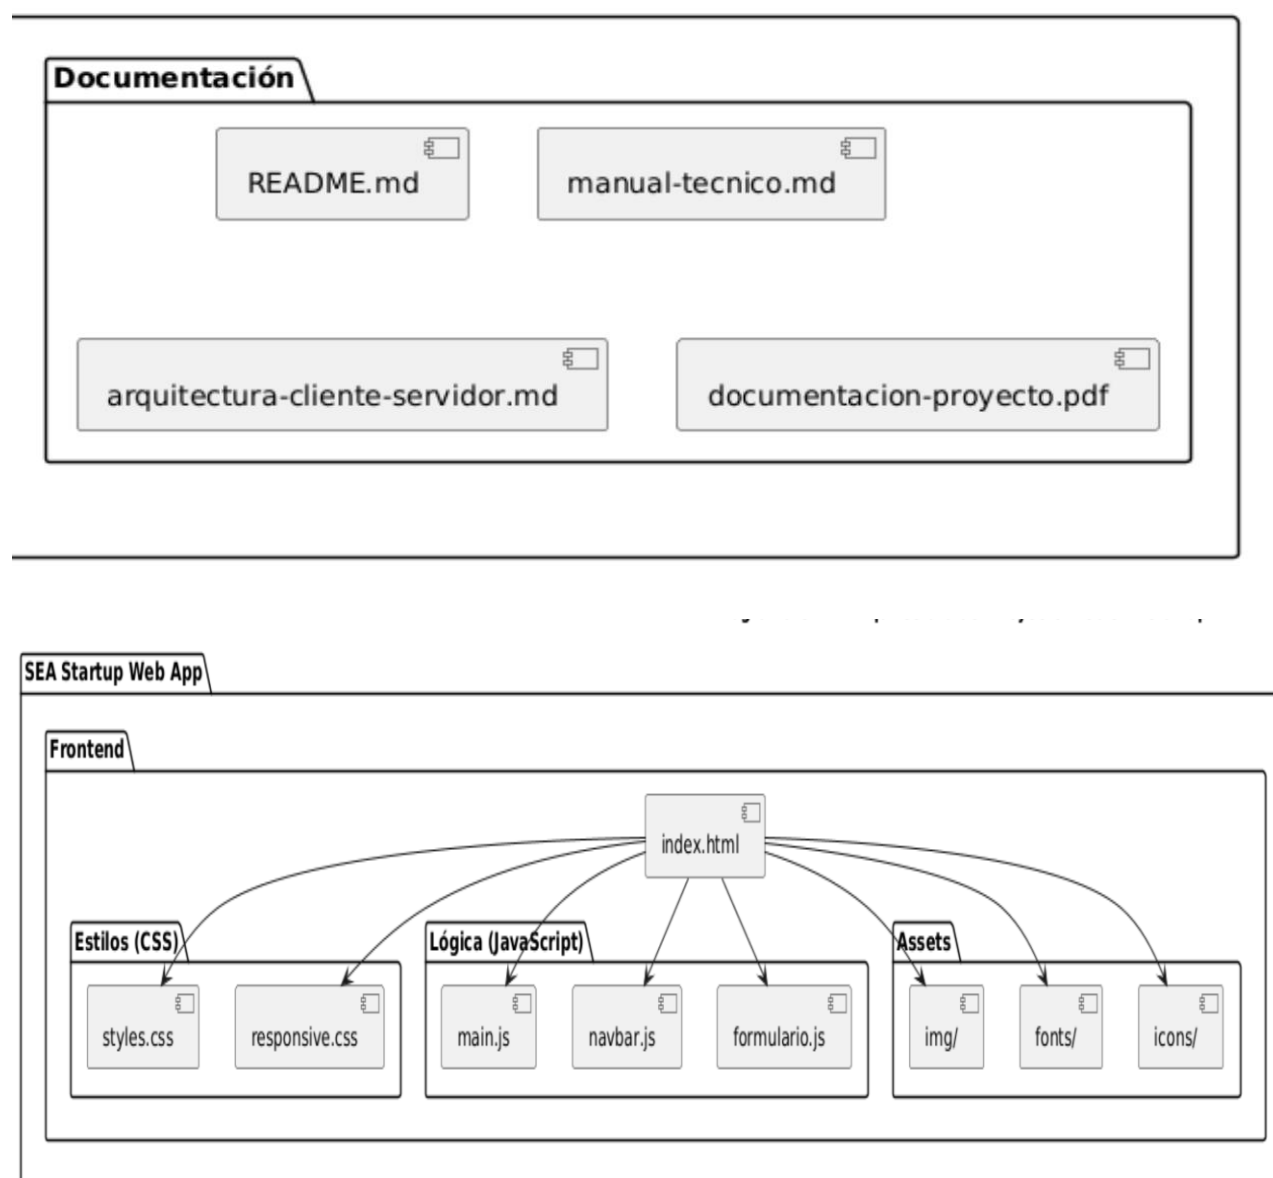 Documentación
README.md
manual-tecnico.md
arquitectura-cliente-servidor.md
documentacion-proyecto.pdf
SEA Startup Web App
Frontend
index.html
Estilos (CSS)
Lógica (JavaScript)
Assets
styles.css
responsive.css
main.js
navbar.js
formulario.js
img/
fonts/
icons/